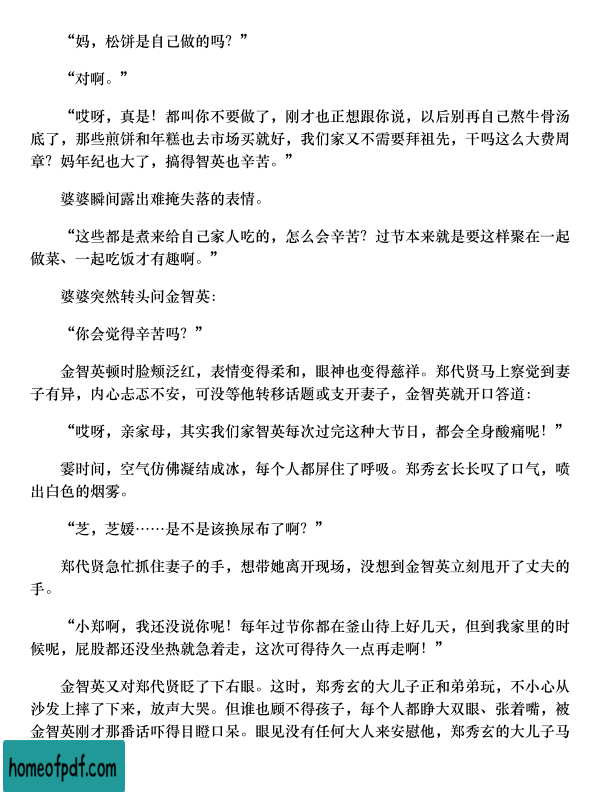 “妈，松饼是自己做的吗？”
“对啊。”
“哎呀，真是！都叫你不要做了，刚才也正想跟你说，以后别再自己熬牛骨汤
底了，那些煎饼和年糕也去市场买就好，我们家又不需要拜祖先，干吗这么大费周
章？妈年纪也大了，搞得智英也辛苦。”
婆婆瞬间露出难掩失落的表情。
“这些都是煮来给自己家人吃的，怎么会辛苦？过节本来就是要这样聚在一起
做菜、一起吃饭才有趣啊。”
婆婆突然转头问金智英：
“你会觉得辛苦吗？”
金智英顿时脸颊泛红，表情变得柔和，眼神也变得慈祥。郑代贤马上察觉到妻
子有异，内心忐忑不安，可没等他转移话题或支开妻子，金智英就开口答道：
“哎呀，亲家母，其实我们家智英每次过完这种大节日，都会全身酸痛呢！”
霎时间，空气仿佛凝结成冰，每个人都屏住了呼吸。郑秀玄长长叹了口气，喷
出白色的烟雾。
“芝，芝媛……是不是该换尿布了啊？”
郑代贤急忙抓住妻子的手，想带她离开现场，没想到金智英立刻甩开了丈夫的
手。
“小郑啊，我还没说你呢！每年过节你都在釜山待上好几天，但到我家里的时
候呢，屁股都还没坐热就急着走，这次可得待久一点再走啊！”
金智英又对郑代贤眨了下右眼。这时，郑秀玄的大儿子正和弟弟玩，不小心从
沙发上摔了下来，放声大哭。但谁也顾不得孩子，每个人都睁大双眼、张着嘴，被
金智英刚才那番话吓得目瞪口呆。眼见没有任何大人来安慰他，郑秀玄的大儿子马
homeofpdf.com